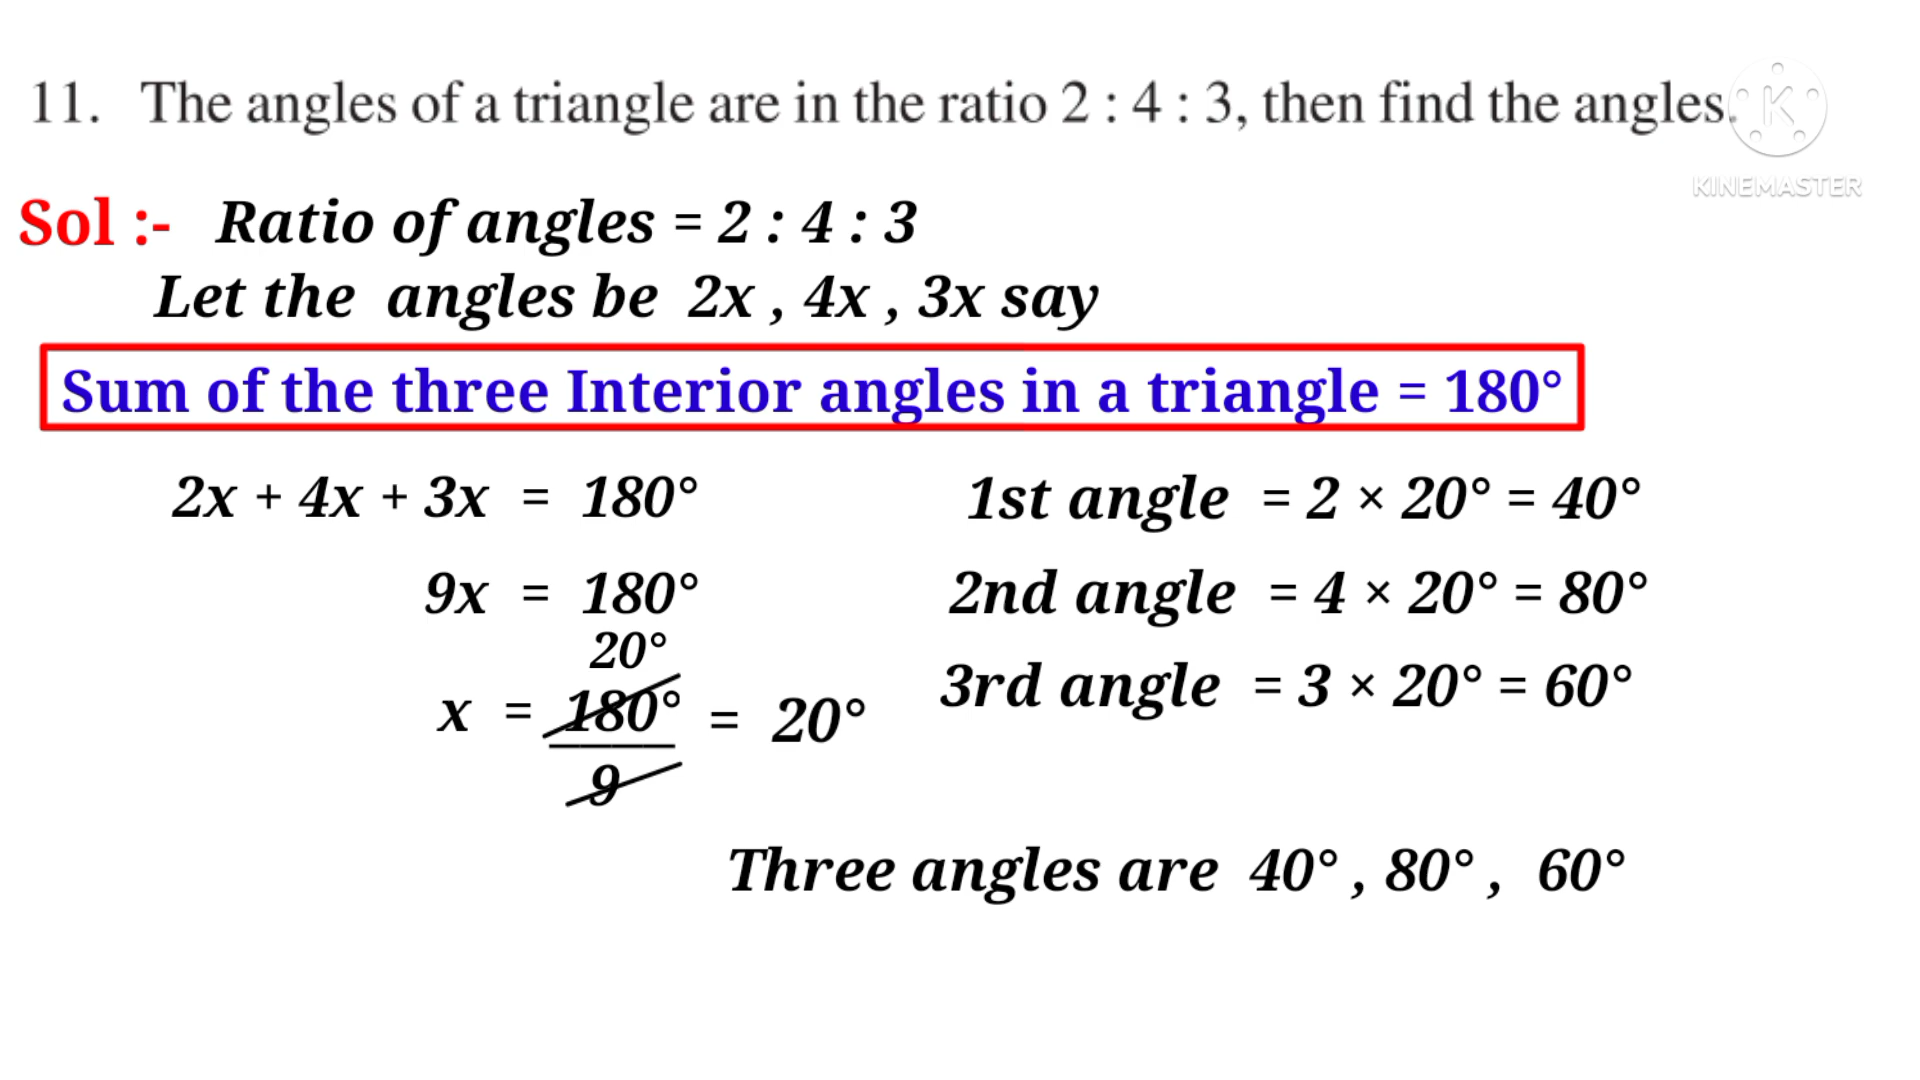 11. The angles of a triangle are in the ratio 2 : 4 : 3, then find the angles.
K
KINEMASTER
Sol :- Ratio of angles = 2 : 4 : 3
Let the angles be 2x , 4x , 3x say
Sum of the three Interior angles in a triangle = 180°
2x + 4x + 3x = 180°
9x = 180°
20°
x = 180° = 20°
9
1st angle = 2 × 20° = 40°
2nd angle = 4 × 20° = 80°
3rd angle = 3 × 20° = 60°
Three angles are 40° , 80° , 60°